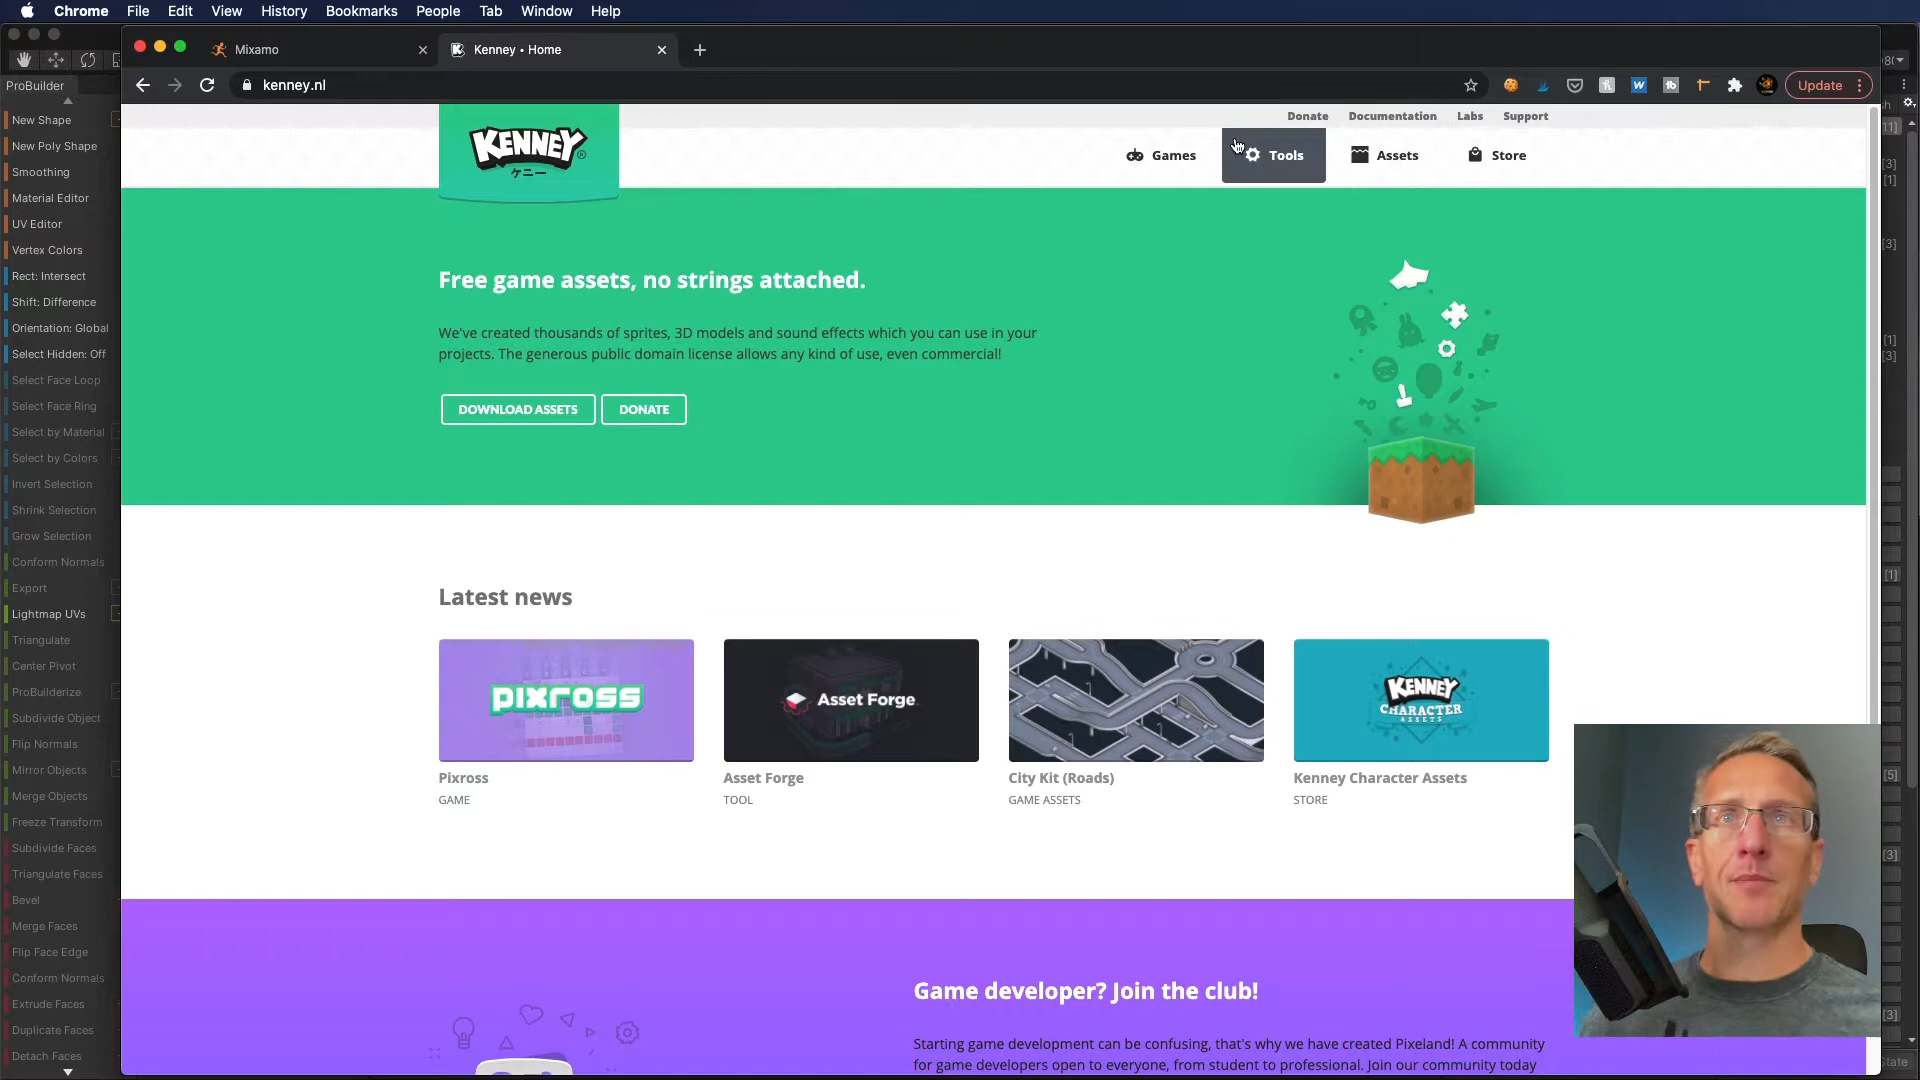 Chrome File Edit View History Bookmarks People Tab Window Help
Mixamo
Kenney • Home
kenney.nl
Update
ProBuilder
New Shape
New Poly Shape
Smoothing
Material Editor
UV Editor
Vertex Colors
Rect: Intersect
Shift: Difference
Orientation: Global
Select Hidden: Off
Select Face Loop
Select Face Ring
Select by Material
Select by Colors
Invert Selection
Shrink Selection
Grow Selection
Conform Normals
Export
Lightmap UVs
Triangulate
Center Pivot
ProBuilderize
Subdivide Object
Flip Normals
Mirror Objects
Merge Objects
Freeze Transform
Subdivide Faces
Triangulate Faces
Bevel
Merge Faces
Flip Face Edge
Conform Normals
Extrude Faces
Duplicate Faces
Detach Faces
KENNEY®
ケニー
Donate Documentation Labs Support
Games Tools Assets Store
Free game assets, no strings attached.
We've created thousands of sprites, 3D models and sound effects which you can use in your
projects. The generous public domain license allows any kind of use, even commercial!
DOWNLOAD ASSETS DONATE
Latest news
pixross
Asset Forge
KENNEY
CHARACTER
ASSETS
Pixross
GAME
Asset Forge
TOOL
City Kit (Roads)
GAME ASSETS
Kenney Character Assets
STORE
Game developer? Join the club!
Starting game development can be confusing, that's why we have created Pixeland! A community
for game developers open to everyone, from student to professional. Join our community today
[3]
[1]
[3]
[1]
[3]
[1]
[5]
[3]
[3]